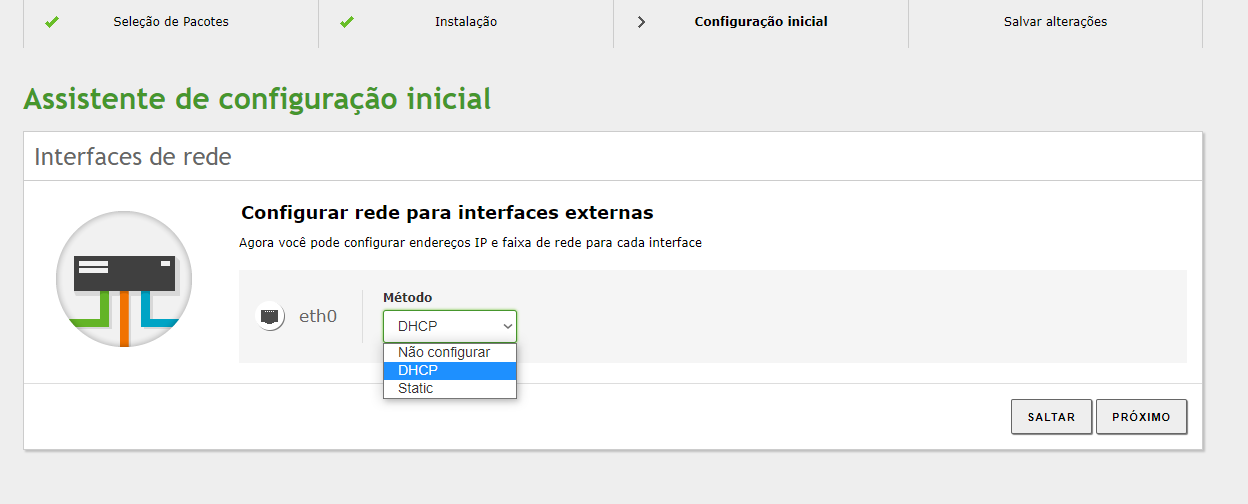 Seleção de Pacotes
Instalação
Configuração inicial
Salvar alterações
Assistente de configuração inicial
Interfaces de rede
Configurar rede para interfaces externas
Agora você pode configurar endereços IP e faixa de rede para cada interface
eth0
Método
DHCP
Não configurar
DHCP
Static
SALTAR
PRÓXIMO